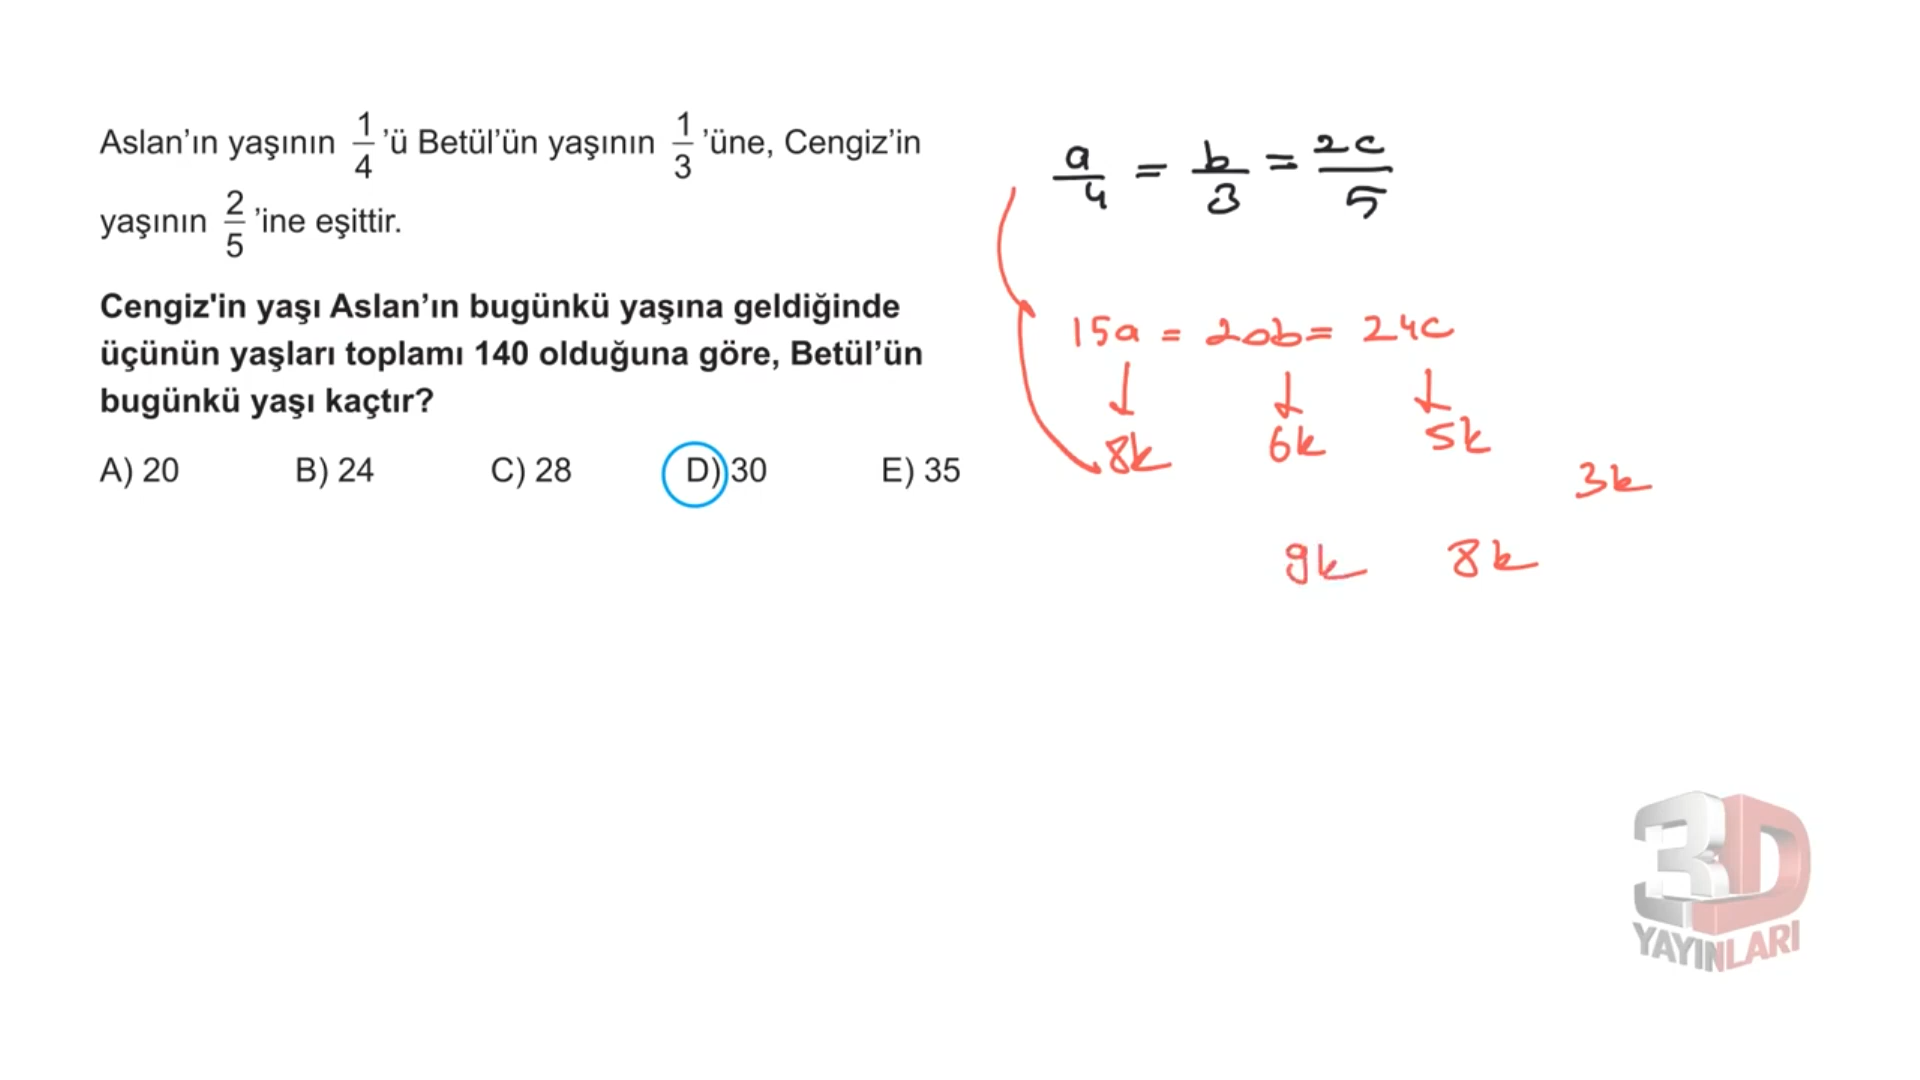 Aslan’ın yaşının 1/4 ’ü Betül’ün yaşının 1/3 ’üne, Cengiz’in
yaşının 2/5 ’ine eşittir.
Cengiz'in yaşı Aslan’ın bugünkü yaşına geldiğinde
üçünün yaşları toplamı 140 olduğuna göre, Betül’ün
bugünkü yaşı kaçtır?
A) 20 B) 24 C) 28 D) 30 E) 35
a/4 = b/3 = 2c/5
15a = 20b = 24c
8k 6k 5k
3k
9k 8k
3D
YAYINLARI